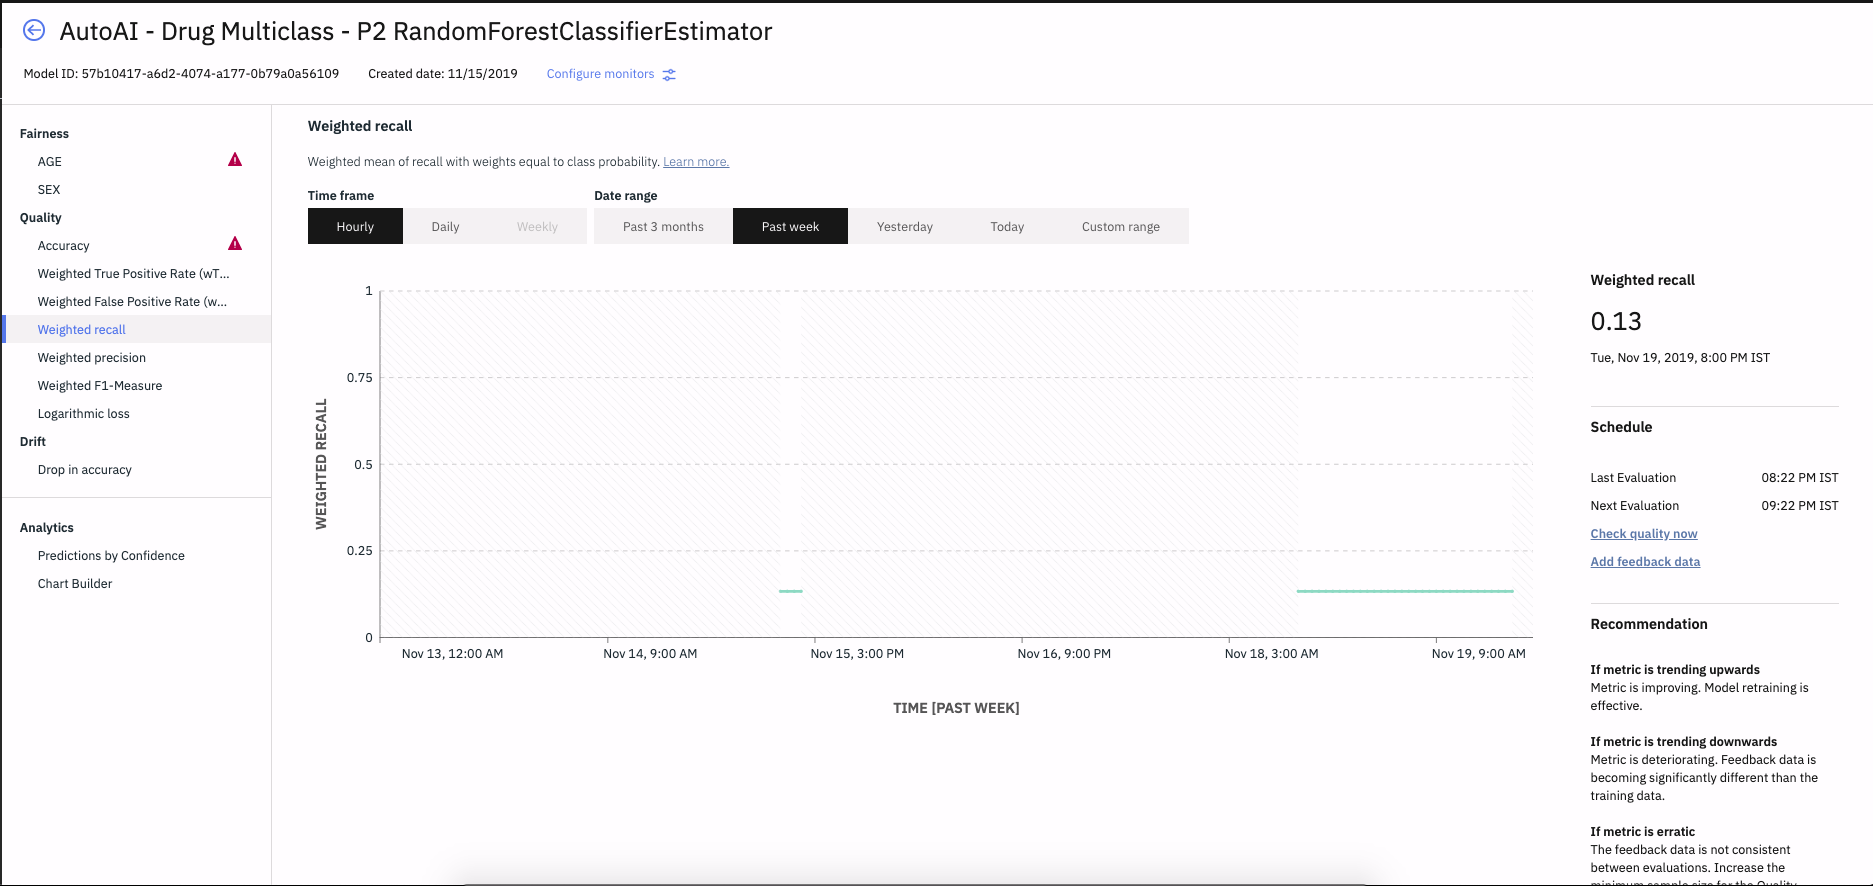 AutoAI - Drug Multiclass - P2 RandomForestClassifierEstimator
Model ID: 57b10417-a6d2-4074-a177-0b79a0a56109 Created date: 11/15/2019 Configure monitors
Fairness
AGE
SEX
Quality
Accuracy
Weighted True Positive Rate (wT...
Weighted False Positive Rate (w...
Weighted recall
Weighted precision
Weighted F1-Measure
Logarithmic loss
Drift
Drop in accuracy
Analytics
Predictions by Confidence
Chart Builder
Weighted recall
Weighted mean of recall with weights equal to class probability. Learn more.
Time frame
Hourly Daily Weekly
Date range
Past 3 months Past week Yesterday Today Custom range
WEIGHTED RECALL
1
0.75
0.5
0.25
0
Nov 13, 12:00 AM Nov 14, 9:00 AM Nov 15, 3:00 PM Nov 16, 9:00 PM Nov 18, 3:00 AM Nov 19, 9:00 AM
TIME [PAST WEEK]
Weighted recall
0.13
Tue, Nov 19, 2019, 8:00 PM IST
Schedule
Last Evaluation 08:22 PM IST
Next Evaluation 09:22 PM IST
Check quality now
Add feedback data
Recommendation
If metric is trending upwards
Metric is improving. Model retraining is
effective.
If metric is trending downwards
Metric is deteriorating. Feedback data is
becoming significantly different than the
training data.
If metric is erratic
The feedback data is not consistent
between evaluations. Increase the
minimum sample size for the Quality